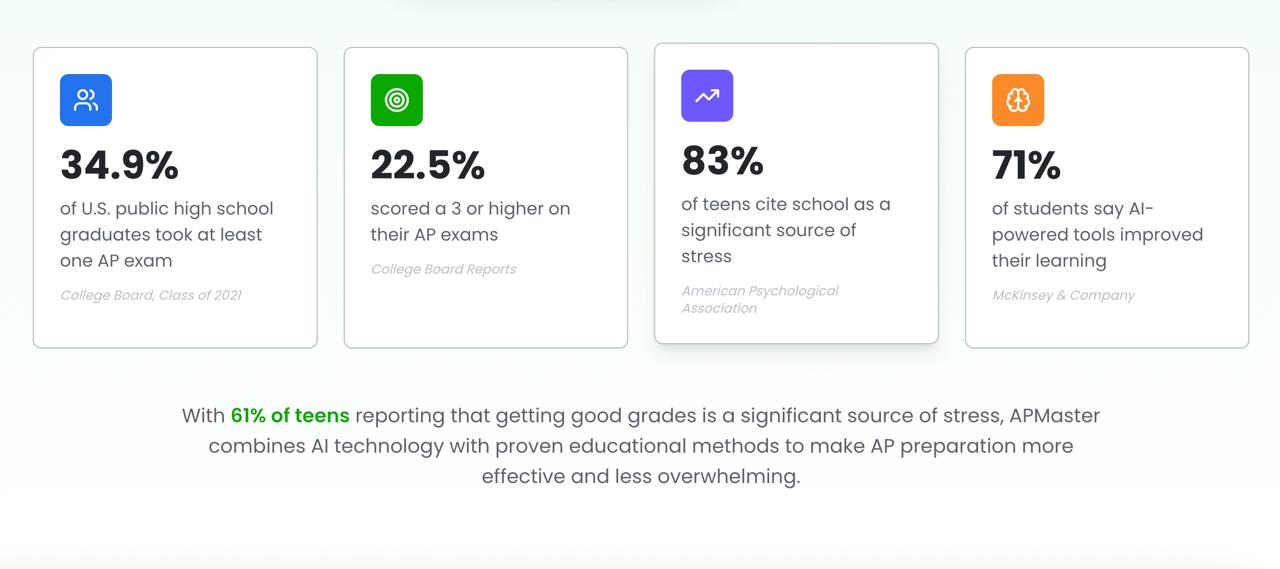 34.9%
of U.S. public high school
graduates took at least
one AP exam
College Board, Class of 2021
22.5%
scored a 3 or higher on
their AP exams
College Board Reports
83%
of teens cite school as a
significant source of
stress
American Psychological
Association
71%
of students say AI-
powered tools improved
their learning
McKinsey & Company
With 61% of teens reporting that getting good grades is a significant source of stress, APMaster
combines AI technology with proven educational methods to make AP preparation more
effective and less overwhelming.